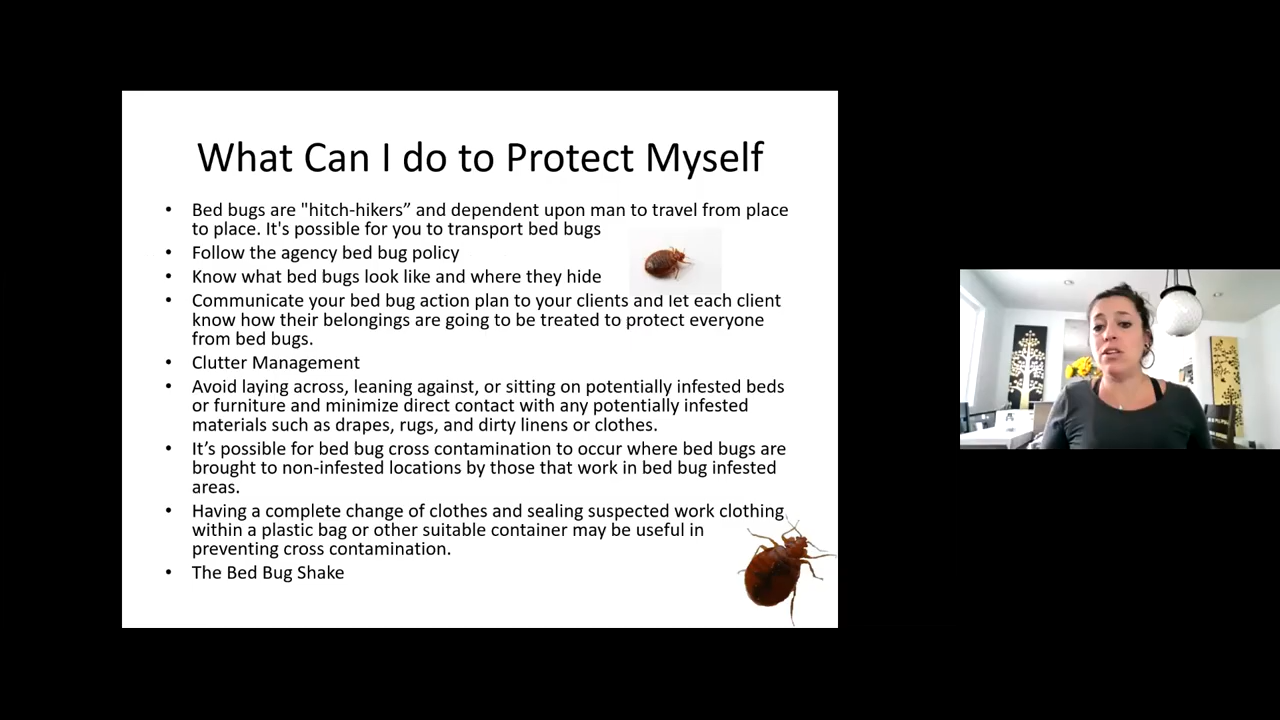 What Can I do to Protect Myself
• Bed bugs are "hitch-hikers” and dependent upon man to travel from place
to place. It's possible for you to transport bed bugs
• Follow the agency bed bug policy
• Know what bed bugs look like and where they hide
• Communicate your bed bug action plan to your clients and let each client
know how their belongings are going to be treated to protect everyone
from bed bugs.
• Clutter Management
• Avoid laying across, leaning against, or sitting on potentially infested beds
or furniture and minimize direct contact with any potentially infested
materials such as drapes, rugs, and dirty linens or clothes.
• It’s possible for bed bug cross contamination to occur where bed bugs are
brought to non-infested locations by those that work in bed bug infested
areas.
• Having a complete change of clothes and sealing suspected work clothing
within a plastic bag or other suitable container may be useful in
preventing cross contamination.
• The Bed Bug Shake